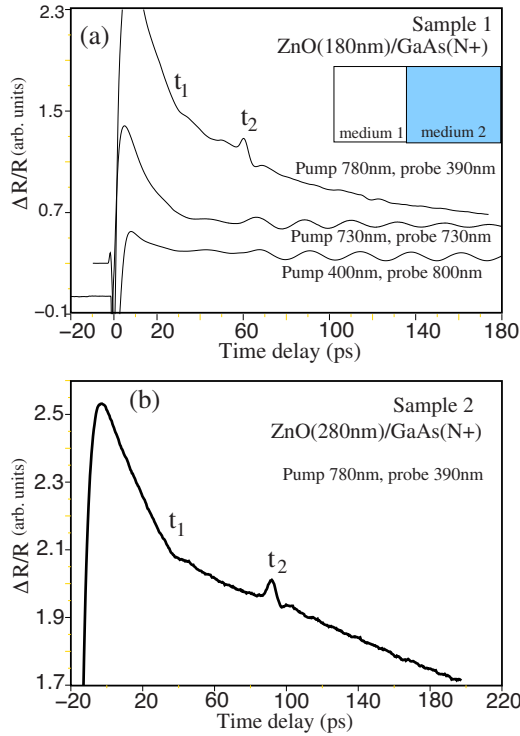 (a)
Sample 1
ZnO(180nm)/GaAs(N+)
medium 1
medium 2
t1
t2
Pump 780nm, probe 390nm
Pump 730nm, probe 730nm
Pump 400nm, probe 800nm
ΔR/R (arb. units)
2.3
1.5
0.7
-0.1
-20 0 20 40 60 80 100 120 140 160 180
Time delay (ps)
(b)
Sample 2
ZnO(280nm)/GaAs(N+)
Pump 780nm, probe 390nm
t1
t2
ΔR/R (arb. units)
2.5
2.3
2.1
1.9
1.7
-20 20 60 100 140 180 220
Time delay (ps)